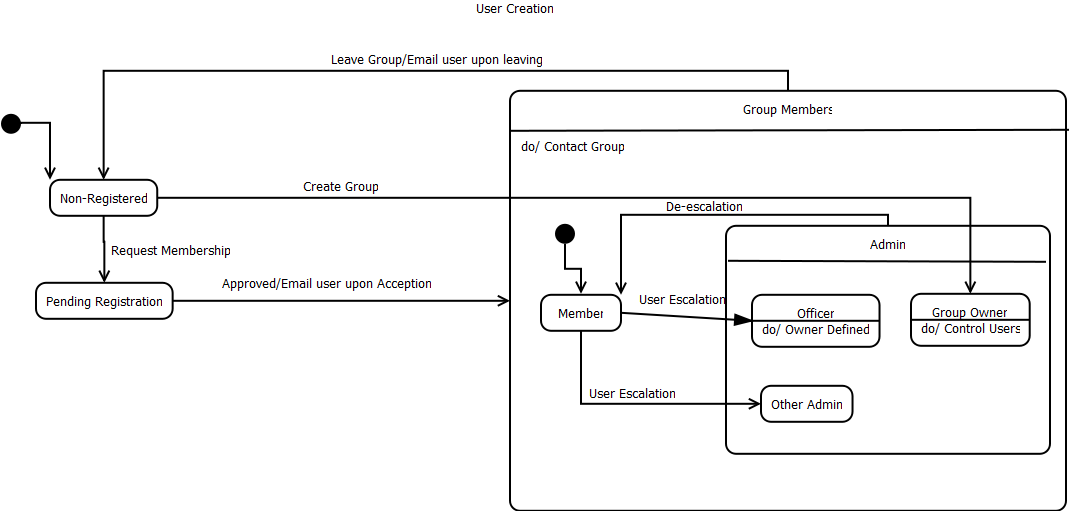 User Creation
Leave Group/Email user upon leaving
Group Members
do/ Contact Group
Non-Registered
Create Group
De-escalation
Admin
Request Membership
Pending Registration
Approved/Email user upon Acception
Member
User Escalation
Officer
do/ Owner Defined
Group Owner
do/ Control Users
User Escalation
Other Admin